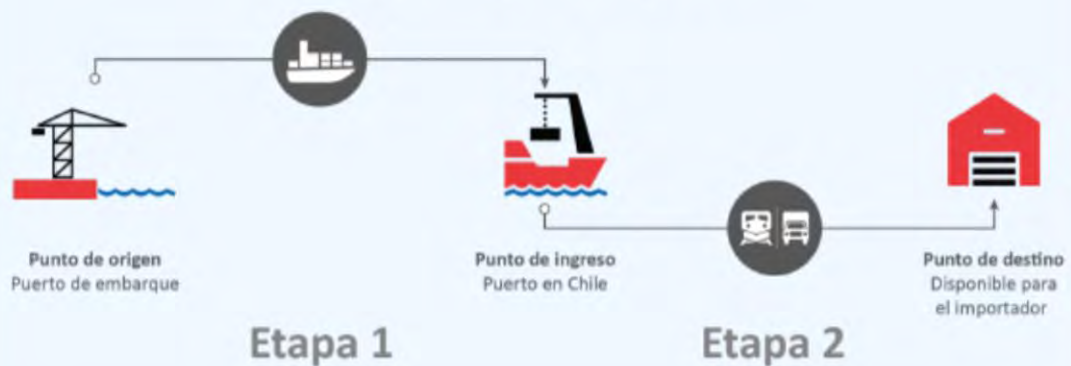 Punto de origen
Puerto de embarque
Punto de ingreso
Puerto en Chile
Punto de destino
Disponible para
el importador
Etapa 1
Etapa 2